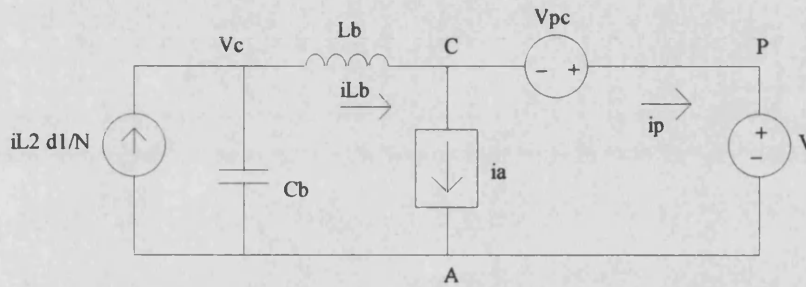 Vpc
Vc
Lb
C
P
- +
iLb
ip
iL2 d1/N
+
-
V
Cb
ia
A